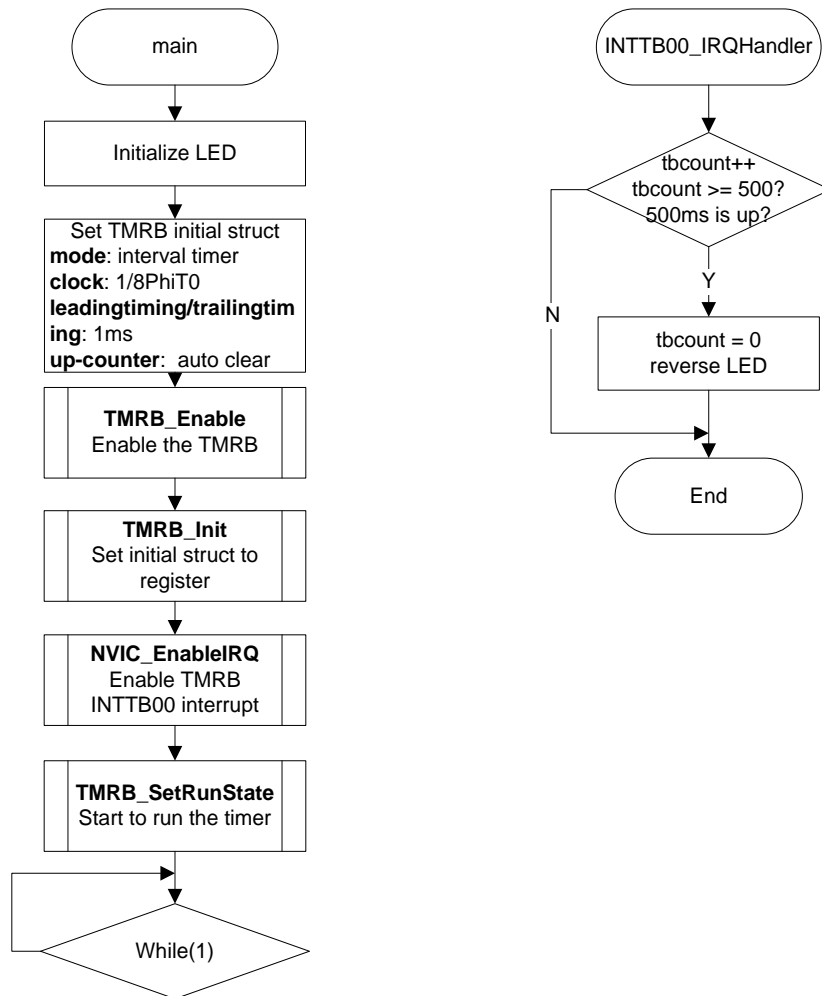 main
Initialize LED
Set TMRB initial struct
mode: interval timer
clock: 1/8PhiT0
leadingtiming/trailingtim
ing: 1ms
up-counter:  auto clear
TMRB_Enable
Enable the TMRB
TMRB_Init
Set initial struct to
register
NVIC_EnableIRQ
Enable TMRB
INTTB00 interrupt
TMRB_SetRunState
Start to run the timer
While(1)
INTTB00_IRQHandler
tbcount++
tbcount >= 500?
500ms is up?
Y
N
tbcount = 0
reverse LED
End